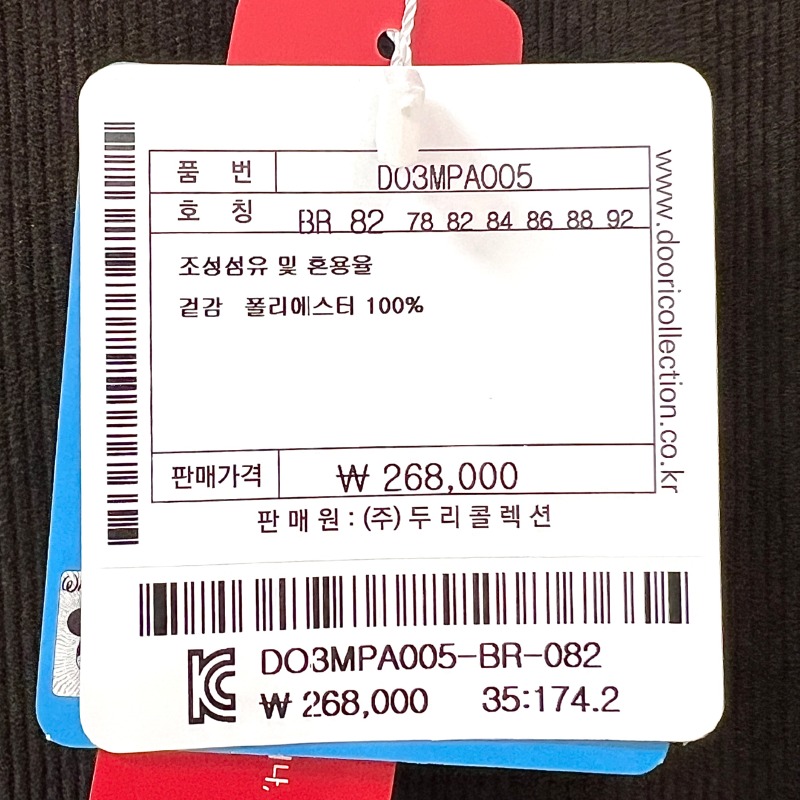 품 번 DO3MPA005
호 칭 BR 82 78 82 84 86 88 92
조성섬유 및 혼용율
겉감 폴리에스터 100%
판매가격 ₩ 268,000
판 매 원 : (주) 두 리 콜 렉 션
www.dooricollection.co.kr
DO3MPA005-BR-082
₩ 268,000 35:174.2